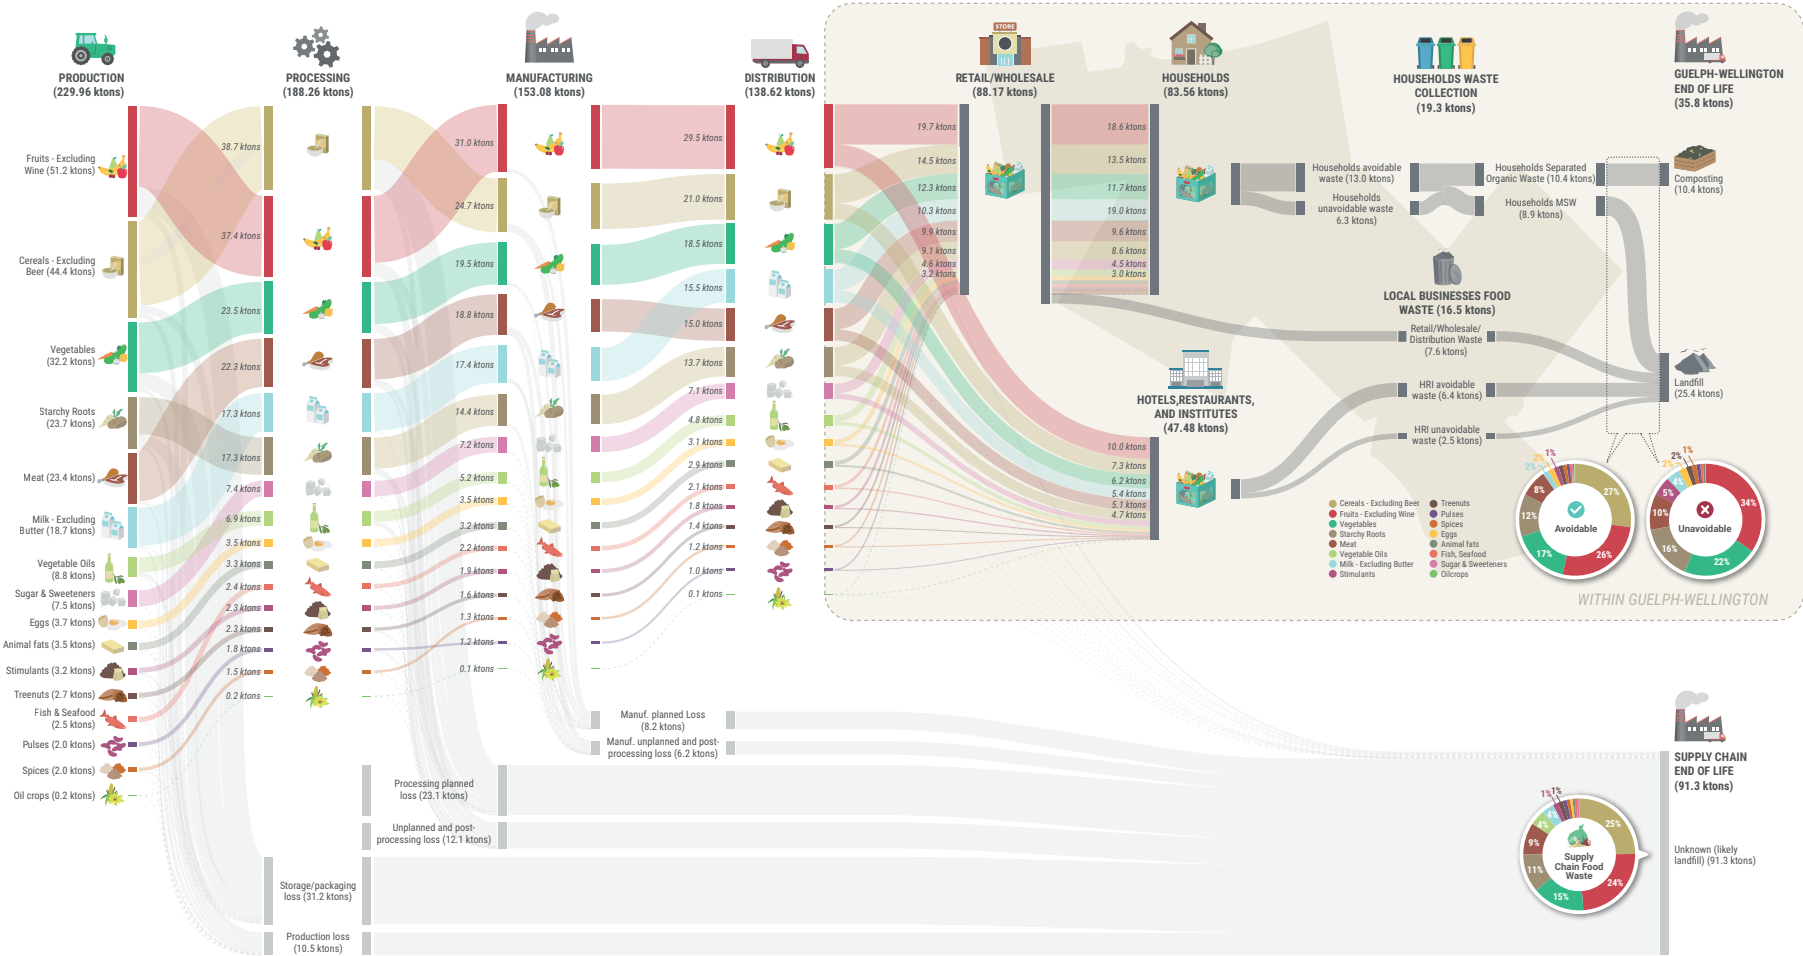 PRODUCTION
(229.96 ktons)
Fruits - Excluding
Wine (51.2 ktons)
Cereals - Excluding
Beer (44.4 ktons)
Vegetables
(32.2 ktons)
Starchy Roots
(23.7 ktons)
Meat (23.4 ktons)
Milk - Excluding
Butter (18.7 ktons)
Vegetable Oils
(8.8 ktons)
Sugar & Sweeteners
(7.5 ktons)
Eggs (3.7 ktons)
Animal fats (3.5 ktons)
Stimulants (3.2 ktons)
Treenuts (2.7 ktons)
Fish & Seafood
(2.5 ktons)
Pulses (2.0 ktons)
Spices (2.0 ktons)
Oil crops (0.2 ktons)
PROCESSING
(188.26 ktons)
38.7 ktons
37.4 ktons
23.5 ktons
22.3 ktons
17.3 ktons
17.3 ktons
7.4 ktons
6.9 ktons
3.5 ktons
3.3 ktons
2.4 ktons
2.3 ktons
2.3 ktons
1.8 ktons
1.5 ktons
0.2 ktons
Storage/packaging
loss (31.2 ktons)
Production loss
(10.5 ktons)
MANUFACTURING
(153.08 ktons)
31.0 ktons
24.7 ktons
19.5 ktons
18.8 ktons
17.4 ktons
14.4 ktons
7.2 ktons
5.2 ktons
3.5 ktons
3.2 ktons
2.2 ktons
1.9 ktons
1.6 ktons
1.3 ktons
1.2 ktons
0.1 ktons
Processing planned
loss (23.1 ktons)
Unplanned and post-
processing loss (12.1 ktons)
DISTRIBUTION
(138.62 ktons)
29.5 ktons
21.0 ktons
18.5 ktons
15.5 ktons
15.0 ktons
13.7 ktons
7.1 ktons
4.8 ktons
3.1 ktons
2.9 ktons
2.1 ktons
1.8 ktons
1.4 ktons
1.2 ktons
1.0 ktons
0.1 ktons
Manuf. planned Loss
(8.2 ktons)
Manuf. unplanned and post-
processing loss (6.2 ktons)
STORE
RETAIL/WHOLESALE
(88.17 ktons)
19.7 ktons
14.5 ktons
12.3 ktons
10.3 ktons
9.9 ktons
9.1 ktons
4.6 ktons
3.2 ktons
HOUSEHOLDS
(83.56 ktons)
18.6 ktons
13.5 ktons
11.7 ktons
19.0 ktons
9.6 ktons
8.6 ktons
4.5 ktons
3.0 ktons
HOTELS,RESTAURANTS,
AND INSTITUTES
(47.48 ktons)
10.0 ktons
7.3 ktons
6.2 ktons
5.4 ktons
5.1 ktons
4.7 ktons
HOUSEHOLDS WASTE
COLLECTION
(19.3 ktons)
Households avoidable
waste (13.0 ktons)
Households
unavoidable waste
6.3 ktons)
Households Separated
Organic Waste (10.4 ktons)
Households MSW
(8.9 ktons)
LOCAL BUSINESSES FOOD
WASTE (16.5 ktons)
Retail/Wholesale/
Distribution Waste
(7.6 ktons)
HRI avoidable
waste (6.4 ktons)
HRI unavoidable
waste (2.5 ktons)
GUELPH-WELLINGTON
END OF LIFE
(35.8 ktons)
Composting
(10.4 ktons)
Landfill
(25.4 ktons)
Cereals - Excluding Beer
Fruits - Excluding Wine
Vegetables
Starchy Roots
Meat
Vegetable Oils
Milk - Excluding Butter
Stimulants
Treenuts
Pulses
Spices
Eggs
Animal fats
Fish, Seafood
Sugar & Sweeteners
Oilcrops
Avoidable
27%
26%
17%
12%
8%
2%
2%
1%
Unavoidable
34%
22%
16%
10%
5%
4%
2%
2%
1%
WITHIN GUELPH-WELLINGTON
SUPPLY CHAIN
END OF LIFE
(91.3 ktons)
Unknown (likely
landfill) (91.3 ktons)
Supply
Chain Food
Waste
25%
24%
15%
11%
9%
4%
4%
1%
1%